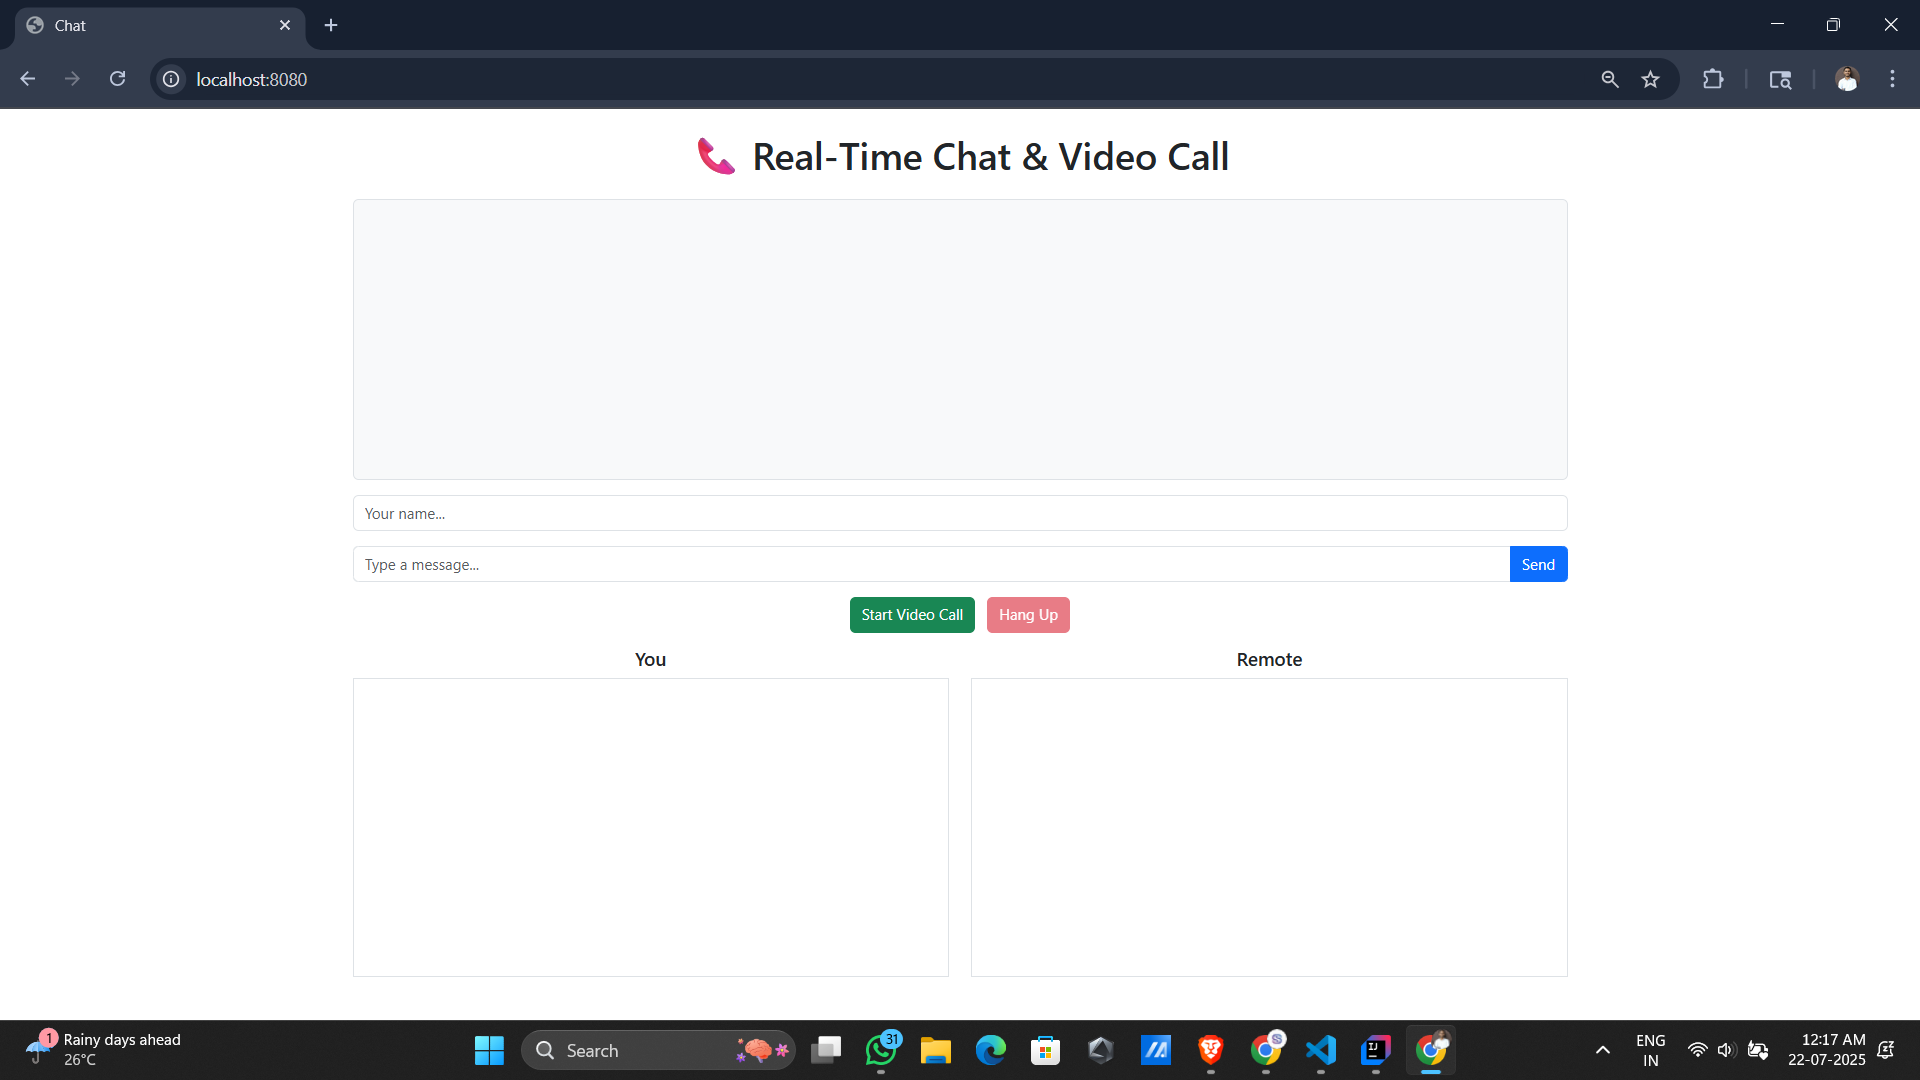 Chat
localhost:8080
Real-Time Chat & Video Call
Your name...
Type a message...
Send
Start Video Call
Hang Up
You
Remote
1
Rainy days ahead
26°C
Search
31
S
IJ
ENG
IN
12:17 AM
22-07-2025